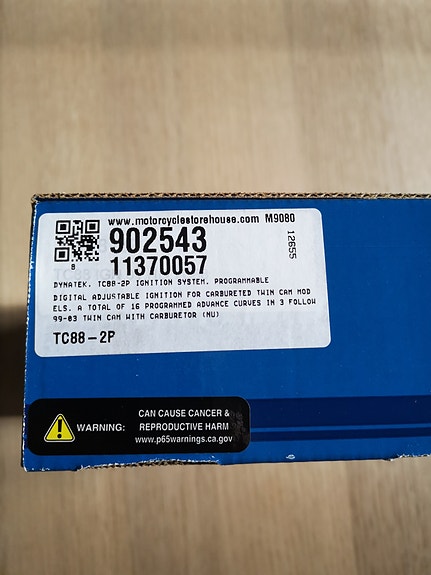 www.motorcyclestorehouse.com M9080
902543
11370057
12655
8
DYNATEK. TC88-2P IGNITION SYSTEM. PROGRAMMABLE
DIGITAL ADJUSTABLE IGNITION FOR CARBURETED TWIN CAM MOD
ELS. A TOTAL OF 16 PROGRAMMED ADVANCE CURVES IN 3 FOLLOW
99-03 TWIN CAM WITH CARBURETOR (NU)
TC88-2P
WARNING:
CAN CAUSE CANCER &
REPRODUCTIVE HARM
www.p65warnings.ca.gov